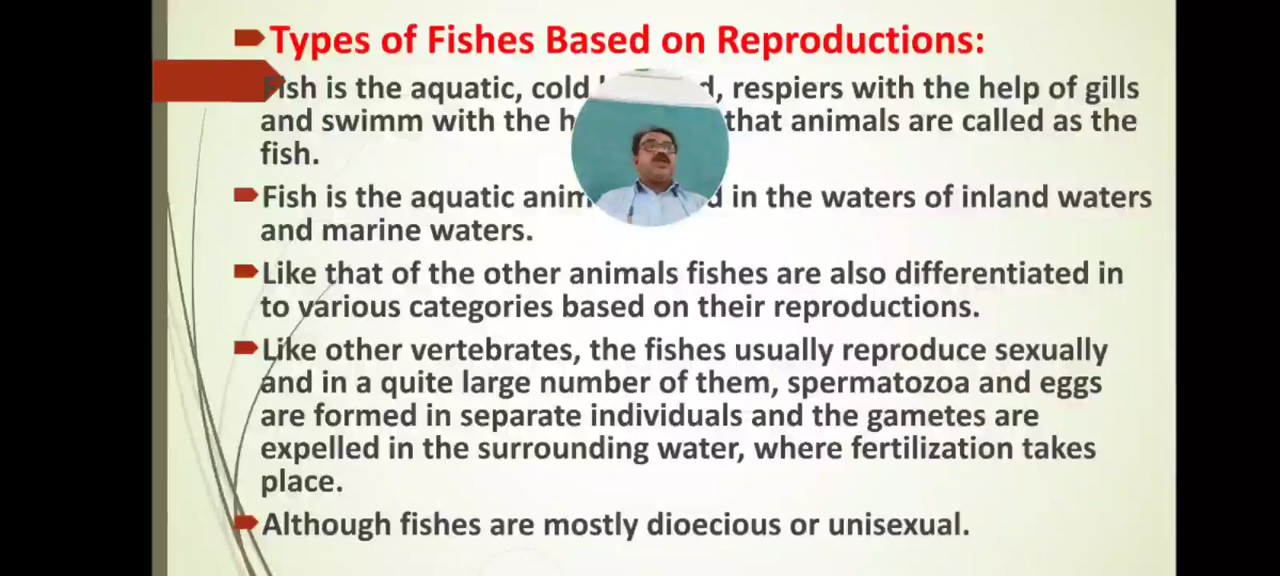 Types of Fishes Based on Reproductions:
Fish is the aquatic, cold respiers with the help of gills
and swimm with the that animals are called as the
fish.
Fish is the aquatic in the waters of inland waters
and marine waters.
Like that of the other animals fishes are also differentiated in
to various categories based on their reproductions.
Like other vertebrates, the fishes usually reproduce sexually
and in a quite large number of them, spermatozoa and eggs
are formed in separate individuals and the gametes are
expelled in the surrounding water, where fertilization takes
place.
Although fishes are mostly dioecious or unisexual.